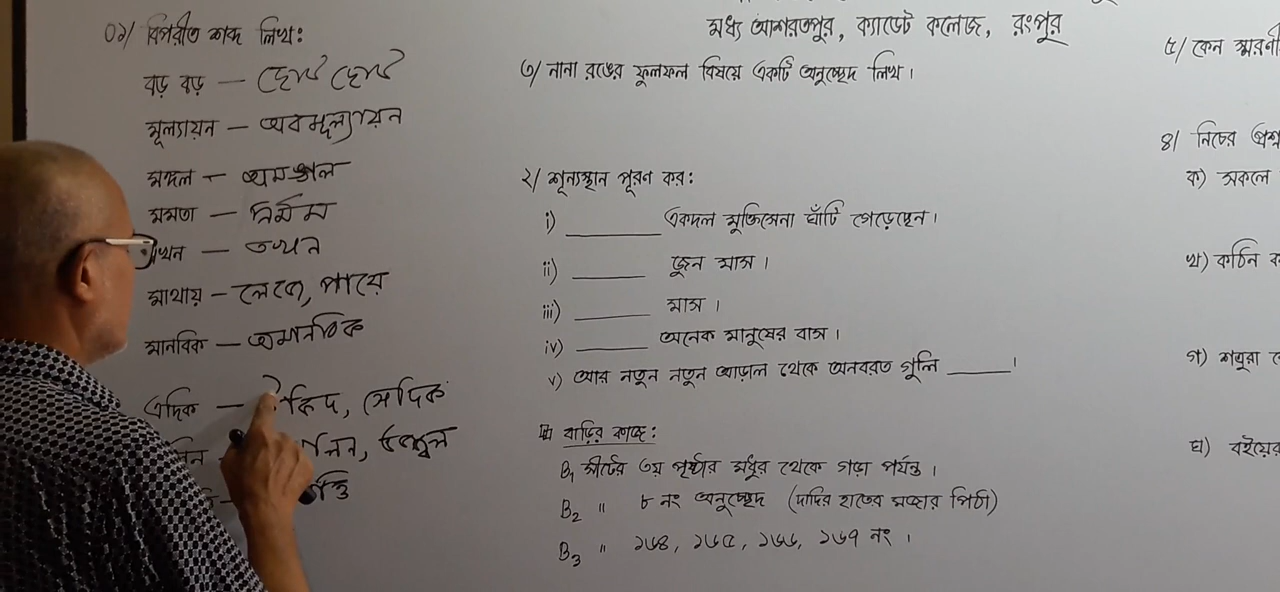 ০১/ বিপরীত শব্দ লিখ:
বড় বড় — ছোট ছোট
মূল্যায়ন — অবমূল্যায়ন
মঙ্গল — অমঙ্গল
মমতা — নির্মম
খন — তখন
মাথায় — লেজে, পায়ে
মানবিক — অমানবিক
এদিক — দিক, সেদিক
মধ্য আশরতপুর, ক্যাডেট কলেজ, রংপুর
৩/ নানা রঙের ফুলফল বিষয়ে একটি অনুচ্ছেদ লিখ।
২/ শূন্যস্থান পূরণ কর:
i) ______ একদল মুক্তিসেনা ঘাঁটি গেড়েছেন।
ii) ______ জুন মাস।
iii) ______ মাস।
iv) ______ অনেক মানুষের বাস।
v) আর নতুন নতুন আড়াল থেকে অনবরত গুলি ______।
বাড়ির কাজ:
B1 সীটের ৩য় পৃষ্ঠার মধুর থেকে গড়া পর্যন্ত।
B2 " ৮ নং অনুচ্ছেদ (দাদির হাতের মজার পিঠা)
B3 " ১৬৪, ১৬৫, ১৬৬, ১৬৭ নং।
৫/ কেন স্মরণী
৪/ নিচের প্রশ্ন
ক) সকলে
খ) কঠিন
গ) শত্রুরা
ঘ) বইয়ের